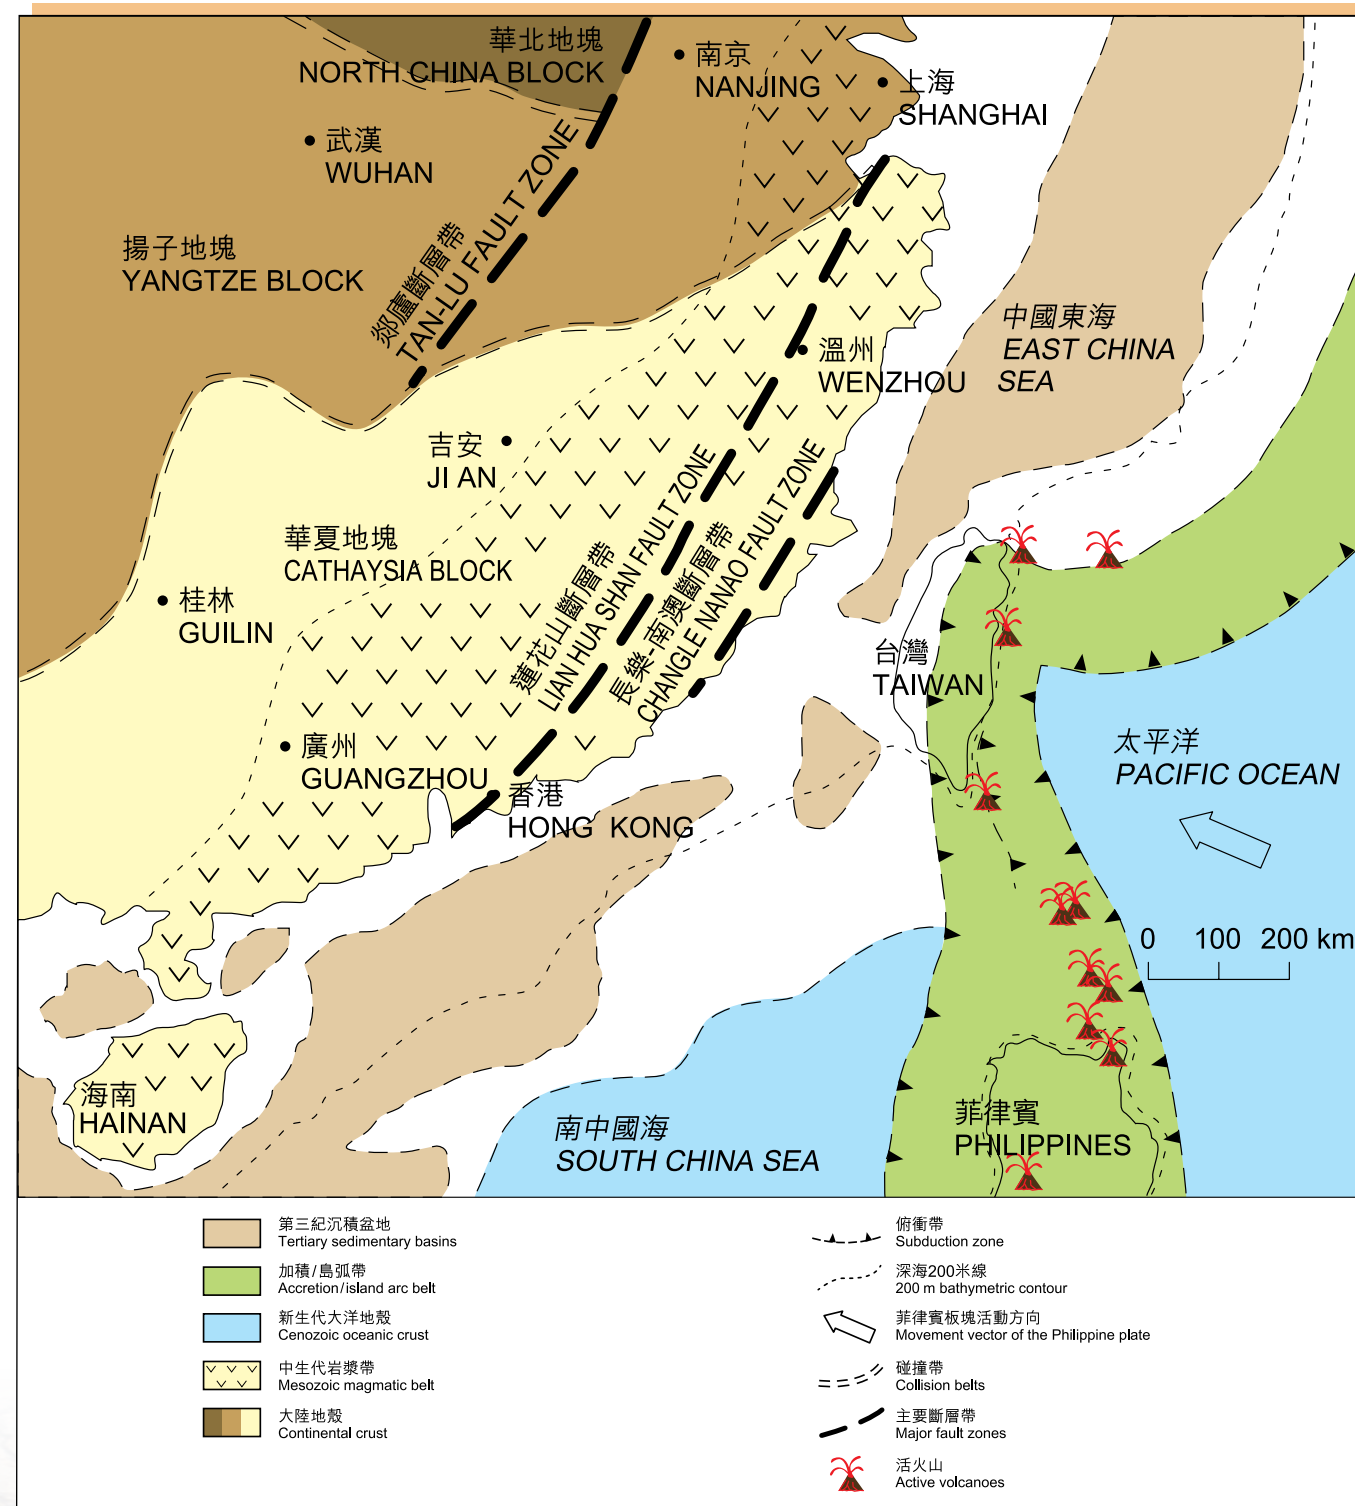 華北地塊
NORTH CHINA BLOCK
南京
NANJING
上海
SHANGHAI
武漢
WUHAN
揚子地塊
YANGTZE BLOCK
郯廬斷層帶
TAN-LU FAULT ZONE
中國東海
EAST CHINA
SEA
溫州
WENZHOU
吉安
JI AN
華夏地塊
CATHAYSIA BLOCK
桂林
GUILIN
蓮花山斷層帶
LIAN HUA SHAN FAULT ZONE
長樂-南澳斷層帶
CHANGLE NANAO FAULT ZONE
台灣
TAIWAN
廣州
GUANGZHOU
香港
HONG KONG
太平洋
PACIFIC OCEAN
0 100 200 km
海南
HAINAN
南中國海
SOUTH CHINA SEA
菲律賓
PHILIPPINES
第三紀沉積盆地
Tertiary sedimentary basins
加積/島弧帶
Accretion/island arc belt
新生代大洋地殼
Cenozoic oceanic crust
中生代岩漿帶
Mesozoic magmatic belt
大陸地殼
Continental crust
俯衝帶
Subduction zone
深海200米線
200 m bathymetric contour
菲律賓板塊活動方向
Movement vector of the Philippine plate
碰撞帶
Collision belts
主要斷層帶
Major fault zones
活火山
Active volcanoes